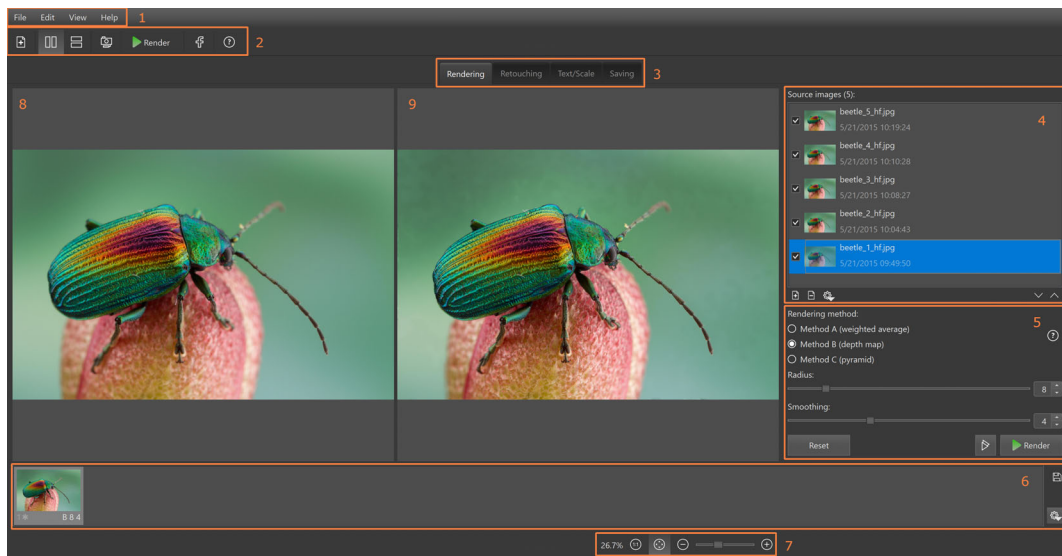 File Edit View Help 1
Render 2
Rendering Retouching Text/Scale Saving 3
8
9
Source images (5):
4
beetle_5_hf.jpg
5/21/2015 10:19:24
beetle_4_hf.jpg
5/21/2015 10:10:28
beetle_3_hf.jpg
5/21/2015 10:08:27
beetle_2_hf.jpg
5/21/2015 10:04:43
beetle_1_hf.jpg
5/21/2015 09:49:50
Rendering method:
5
Method A (weighted average)
Method B (depth map)
Method C (pyramid)
Radius:
8
Smoothing:
4
Reset Render
6
B 8 4
26.7% 1:1 7